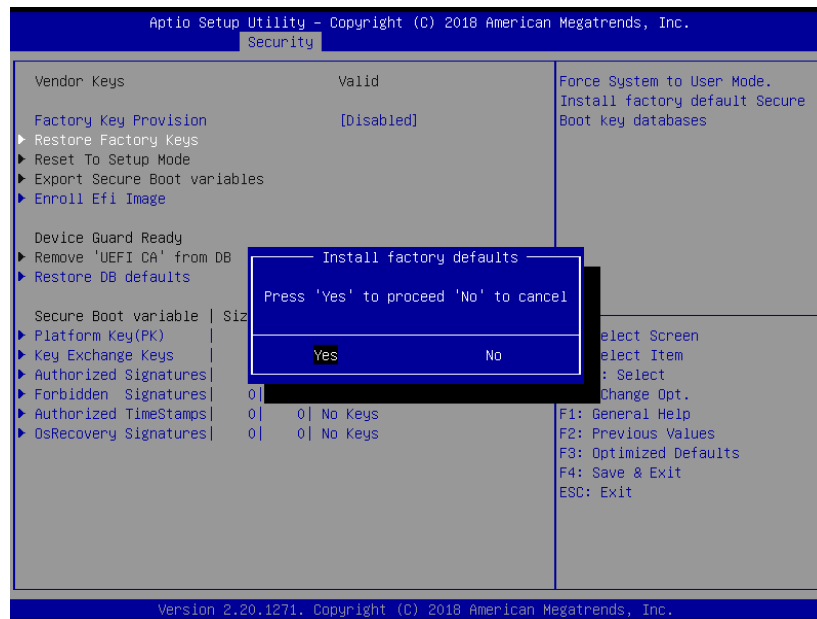 Aptio Setup Utility – Copyright (C) 2018 American Megatrends, Inc.
Security
Vendor Keys Valid
Factory Key Provision [Disabled]
Restore Factory Keys
Reset To Setup Mode
Export Secure Boot variables
Enroll Efi Image
Device Guard Ready
Remove 'UEFI CA' from DB
Restore DB defaults
Secure Boot variable | Siz
Platform Key(PK) |
Key Exchange Keys |
Authorized Signatures|
Forbidden Signatures| 0|
Authorized TimeStamps| 0| 0| No Keys
OsRecovery Signatures| 0| 0| No Keys
Install factory defaults
Press 'Yes' to proceed 'No' to cancel
Yes No
Force System to User Mode.
Install factory default Secure
Boot key databases
elect Screen
elect Item
: Select
Change Opt.
F1: General Help
F2: Previous Values
F3: Optimized Defaults
F4: Save & Exit
ESC: Exit
Version 2.20.1271. Copyright (C) 2018 American Megatrends, Inc.